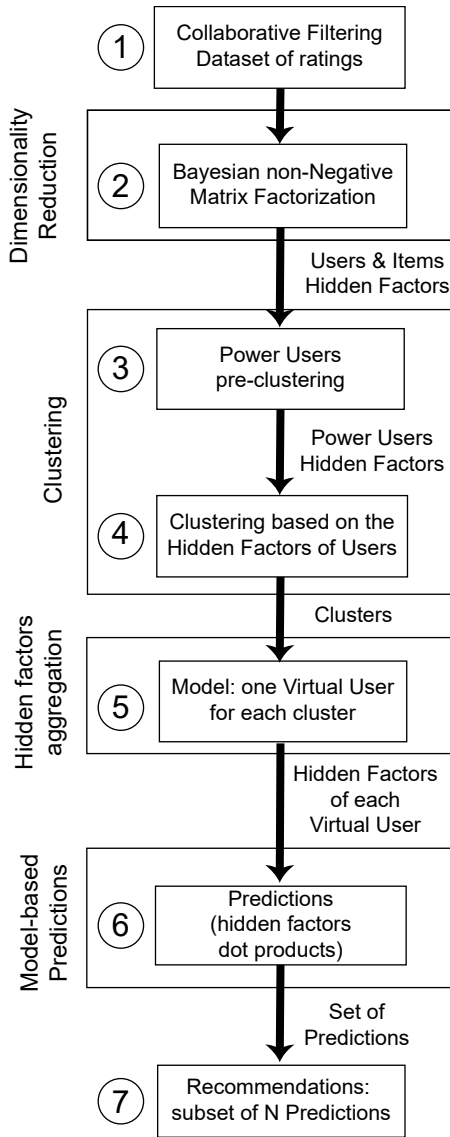 1
Collaborative Filtering
Dataset of ratings
Dimensionality
Reduction
2
Bayesian non-Negative
Matrix Factorization
Users & Items
Hidden Factors
Clustering
3
Power Users
pre-clustering
Power Users
Hidden Factors
4
Clustering based on the
Hidden Factors of Users
Clusters
Hidden factors
aggregation
5
Model: one Virtual User
for each cluster
Hidden Factors
of each
Virtual User
Model-based
Predictions
6
Predictions
(hidden factors
dot products)
Set of
Predictions
7
Recommendations:
subset of N Predictions